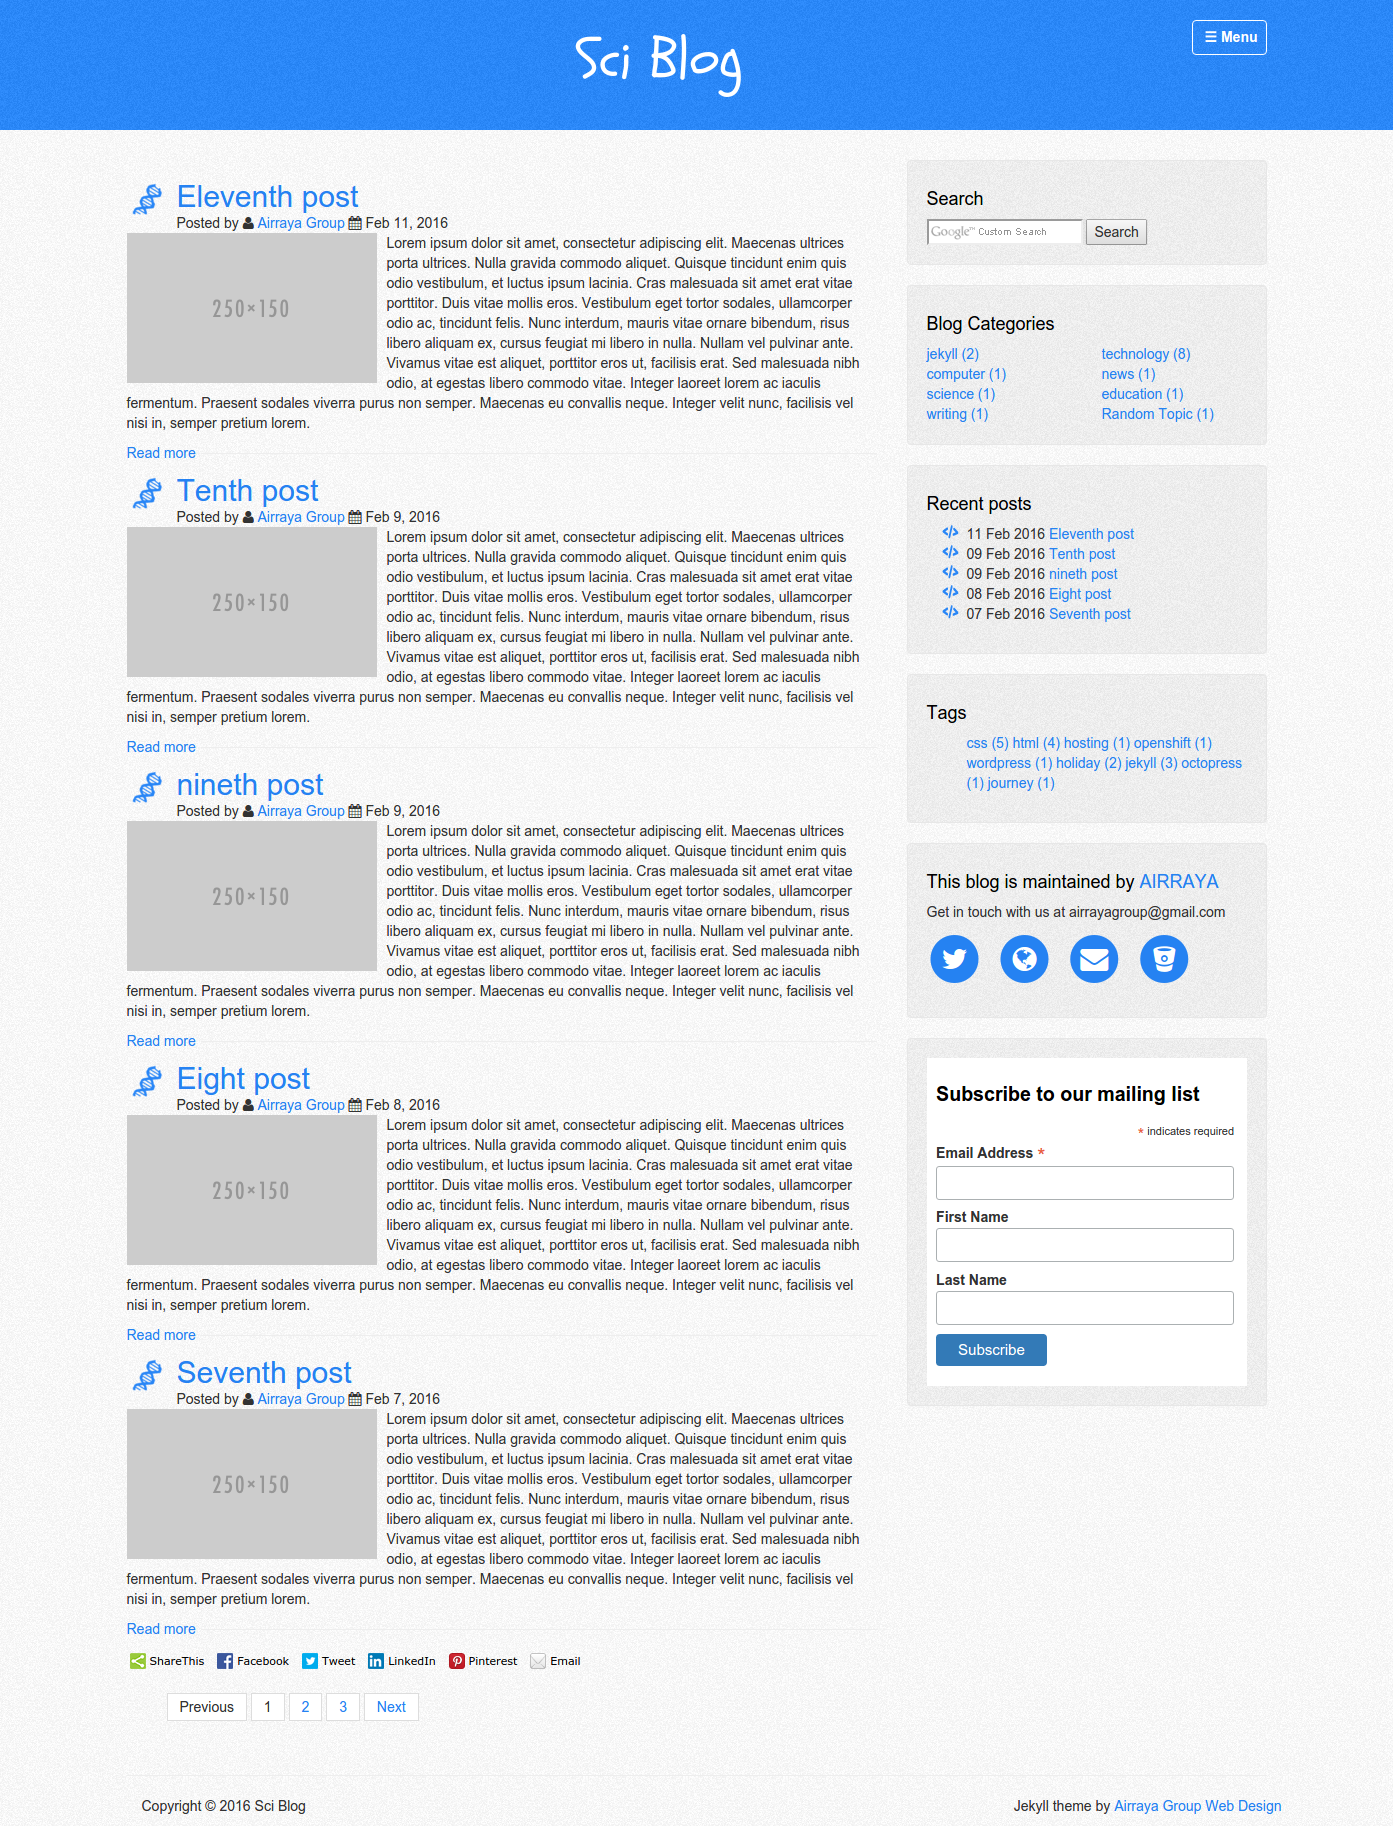 Sci Blog
☰ Menu
Eleventh post
Posted by Airraya Group Feb 11, 2016
250×150
Lorem ipsum dolor sit amet, consectetur adipiscing elit. Maecenas ultrices
porta ultrices. Nulla gravida commodo aliquet. Quisque tincidunt enim quis
odio vestibulum, et luctus ipsum lacinia. Cras malesuada sit amet erat vitae
porttitor. Duis vitae mollis eros. Vestibulum eget tortor sodales, ullamcorper
odio ac, tincidunt felis. Nunc interdum, mauris vitae ornare bibendum, risus
libero aliquam ex, cursus feugiat mi libero in nulla. Nullam vel pulvinar ante.
Vivamus vitae est aliquet, porttitor eros ut, facilisis erat. Sed malesuada nibh
odio, at egestas libero commodo vitae. Integer laoreet lorem ac iaculis
fermentum. Praesent sodales viverra purus non semper. Maecenas eu convallis neque. Integer velit nunc, facilisis vel
nisi in, semper pretium lorem.
Read more
Tenth post
Posted by Airraya Group Feb 9, 2016
250×150
Lorem ipsum dolor sit amet, consectetur adipiscing elit. Maecenas ultrices
porta ultrices. Nulla gravida commodo aliquet. Quisque tincidunt enim quis
odio vestibulum, et luctus ipsum lacinia. Cras malesuada sit amet erat vitae
porttitor. Duis vitae mollis eros. Vestibulum eget tortor sodales, ullamcorper
odio ac, tincidunt felis. Nunc interdum, mauris vitae ornare bibendum, risus
libero aliquam ex, cursus feugiat mi libero in nulla. Nullam vel pulvinar ante.
Vivamus vitae est aliquet, porttitor eros ut, facilisis erat. Sed malesuada nibh
odio, at egestas libero commodo vitae. Integer laoreet lorem ac iaculis
fermentum. Praesent sodales viverra purus non semper. Maecenas eu convallis neque. Integer velit nunc, facilisis vel
nisi in, semper pretium lorem.
Read more
nineth post
Posted by Airraya Group Feb 9, 2016
250×150
Lorem ipsum dolor sit amet, consectetur adipiscing elit. Maecenas ultrices
porta ultrices. Nulla gravida commodo aliquet. Quisque tincidunt enim quis
odio vestibulum, et luctus ipsum lacinia. Cras malesuada sit amet erat vitae
porttitor. Duis vitae mollis eros. Vestibulum eget tortor sodales, ullamcorper
odio ac, tincidunt felis. Nunc interdum, mauris vitae ornare bibendum, risus
libero aliquam ex, cursus feugiat mi libero in nulla. Nullam vel pulvinar ante.
Vivamus vitae est aliquet, porttitor eros ut, facilisis erat. Sed malesuada nibh
odio, at egestas libero commodo vitae. Integer laoreet lorem ac iaculis
fermentum. Praesent sodales viverra purus non semper. Maecenas eu convallis neque. Integer velit nunc, facilisis vel
nisi in, semper pretium lorem.
Read more
Eight post
Posted by Airraya Group Feb 8, 2016
250×150
Lorem ipsum dolor sit amet, consectetur adipiscing elit. Maecenas ultrices
porta ultrices. Nulla gravida commodo aliquet. Quisque tincidunt enim quis
odio vestibulum, et luctus ipsum lacinia. Cras malesuada sit amet erat vitae
porttitor. Duis vitae mollis eros. Vestibulum eget tortor sodales, ullamcorper
odio ac, tincidunt felis. Nunc interdum, mauris vitae ornare bibendum, risus
libero aliquam ex, cursus feugiat mi libero in nulla. Nullam vel pulvinar ante.
Vivamus vitae est aliquet, porttitor eros ut, facilisis erat. Sed malesuada nibh
odio, at egestas libero commodo vitae. Integer laoreet lorem ac iaculis
fermentum. Praesent sodales viverra purus non semper. Maecenas eu convallis neque. Integer velit nunc, facilisis vel
nisi in, semper pretium lorem.
Read more
Seventh post
Posted by Airraya Group Feb 7, 2016
250×150
Lorem ipsum dolor sit amet, consectetur adipiscing elit. Maecenas ultrices
porta ultrices. Nulla gravida commodo aliquet. Quisque tincidunt enim quis
odio vestibulum, et luctus ipsum lacinia. Cras malesuada sit amet erat vitae
porttitor. Duis vitae mollis eros. Vestibulum eget tortor sodales, ullamcorper
odio ac, tincidunt felis. Nunc interdum, mauris vitae ornare bibendum, risus
libero aliquam ex, cursus feugiat mi libero in nulla. Nullam vel pulvinar ante.
Vivamus vitae est aliquet, porttitor eros ut, facilisis erat. Sed malesuada nibh
odio, at egestas libero commodo vitae. Integer laoreet lorem ac iaculis
fermentum. Praesent sodales viverra purus non semper. Maecenas eu convallis neque. Integer velit nunc, facilisis vel
nisi in, semper pretium lorem.
Read more
ShareThis Facebook Tweet LinkedIn Pinterest Email
Previous 1 2 3 Next
Search
Google™ Custom Search Search
Blog Categories
jekyll (2) technology (8)
computer (1) news (1)
science (1) education (1)
writing (1) Random Topic (1)
Recent posts
11 Feb 2016 Eleventh post
09 Feb 2016 Tenth post
09 Feb 2016 nineth post
08 Feb 2016 Eight post
07 Feb 2016 Seventh post
Tags
css (5) html (4) hosting (1) openshift (1)
wordpress (1) holiday (2) jekyll (3) octopress
(1) journey (1)
This blog is maintained by AIRRAYA
Get in touch with us at airrayagroup@gmail.com
Subscribe to our mailing list
* indicates required
Email Address *
First Name
Last Name
Subscribe
Copyright © 2016 Sci Blog
Jekyll theme by Airraya Group Web Design